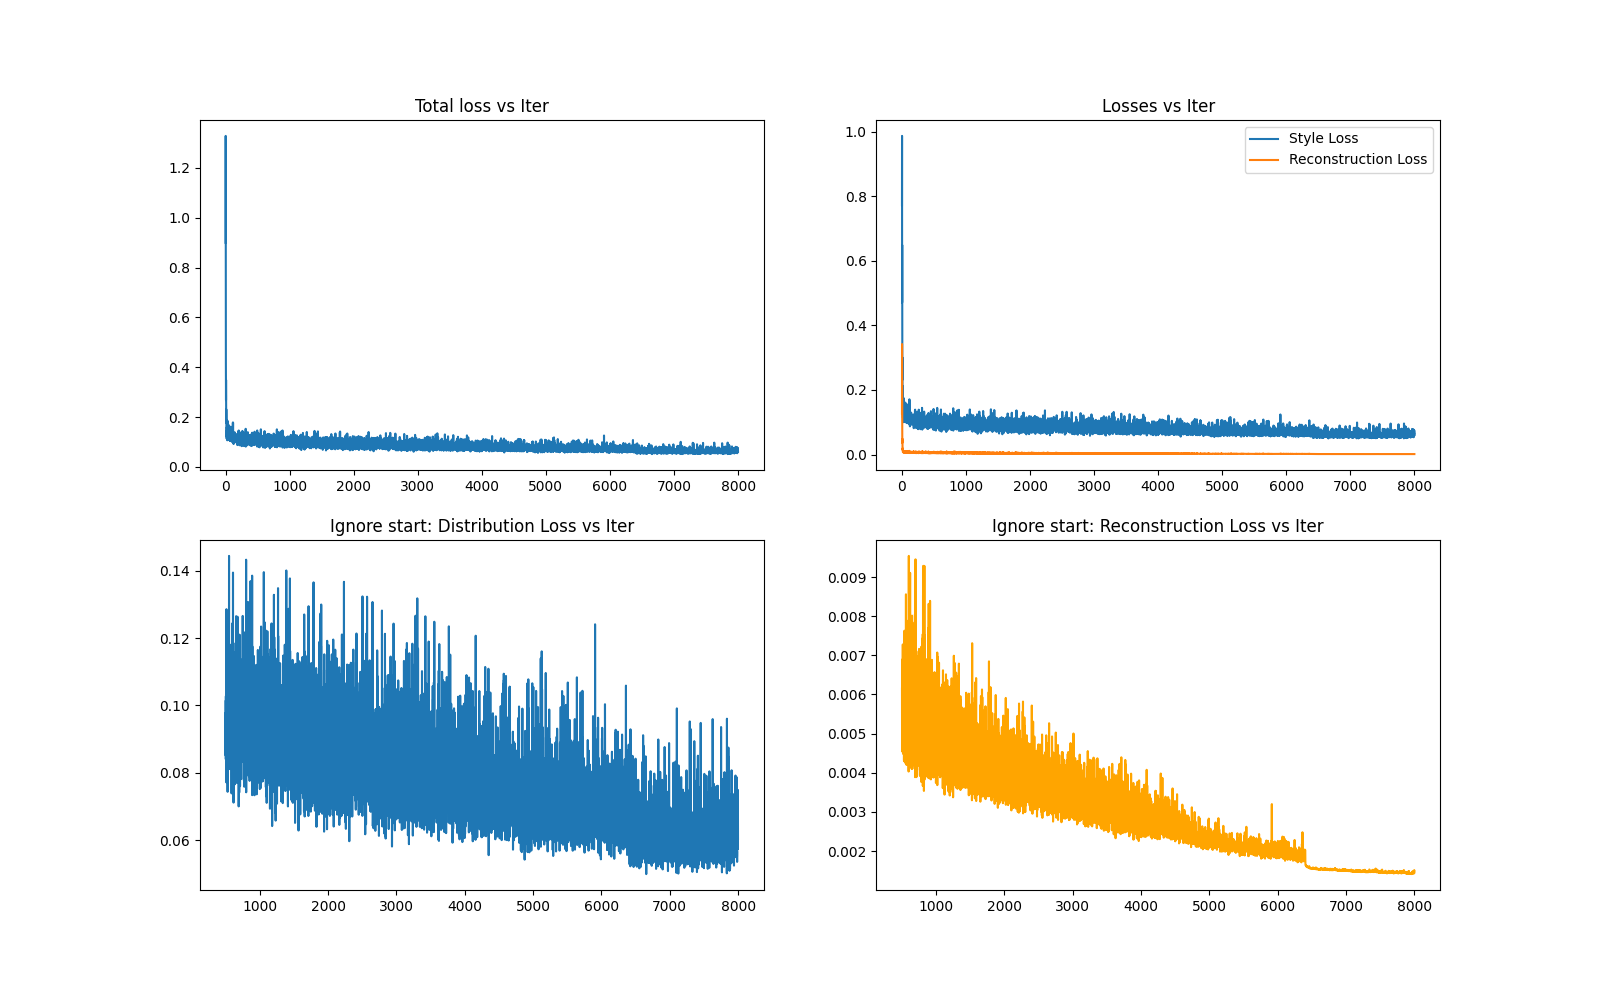 Total loss vs Iter
1.2
1.0
0.8
0.6
0.4
0.2
0.0
0 1000 2000 3000 4000 5000 6000 7000 8000
Losses vs Iter
Style Loss
Reconstruction Loss
1.0
0.8
0.6
0.4
0.2
0.0
0 1000 2000 3000 4000 5000 6000 7000 8000
Ignore start: Distribution Loss vs Iter
0.14
0.12
0.10
0.08
0.06
1000 2000 3000 4000 5000 6000 7000 8000
Ignore start: Reconstruction Loss vs Iter
0.009
0.008
0.007
0.006
0.005
0.004
0.003
0.002
1000 2000 3000 4000 5000 6000 7000 8000